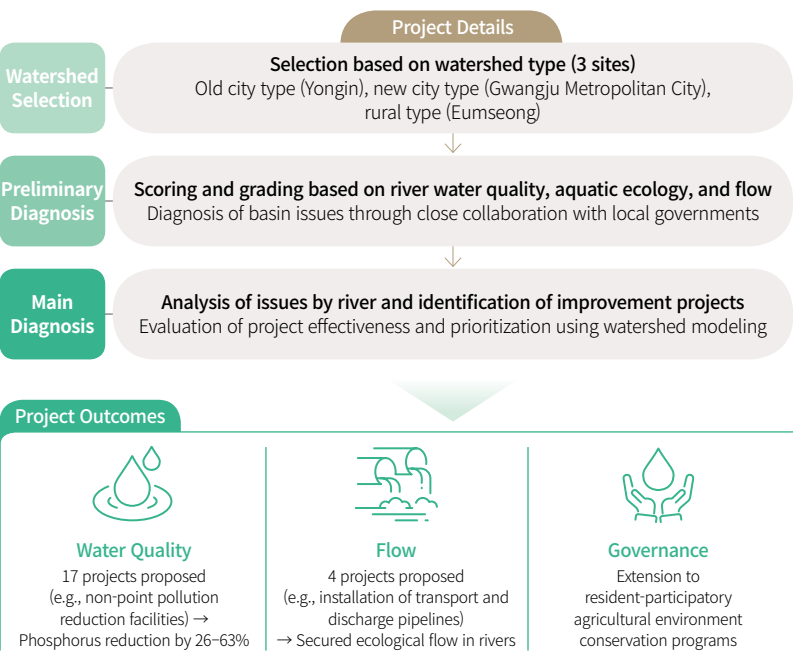 Project Details
Watershed
Selection
Selection based on watershed type (3 sites)
Old city type (Yongin), new city type (Gwangju Metropolitan City),
rural type (Eumseong)
Preliminary
Diagnosis
Scoring and grading based on river water quality, aquatic ecology, and flow
Diagnosis of basin issues through close collaboration with local governments
Main
Diagnosis
Analysis of issues by river and identification of improvement projects
Evaluation of project effectiveness and prioritization using watershed modeling
Project Outcomes
Water Quality
17 projects proposed
(e.g., non-point pollution
reduction facilities) →
Phosphorus reduction by 26–63%
Flow
4 projects proposed
(e.g., installation of transport and
discharge pipelines)
→ Secured ecological flow in rivers
Governance
Extension to
resident-participatory
agricultural environment
conservation programs